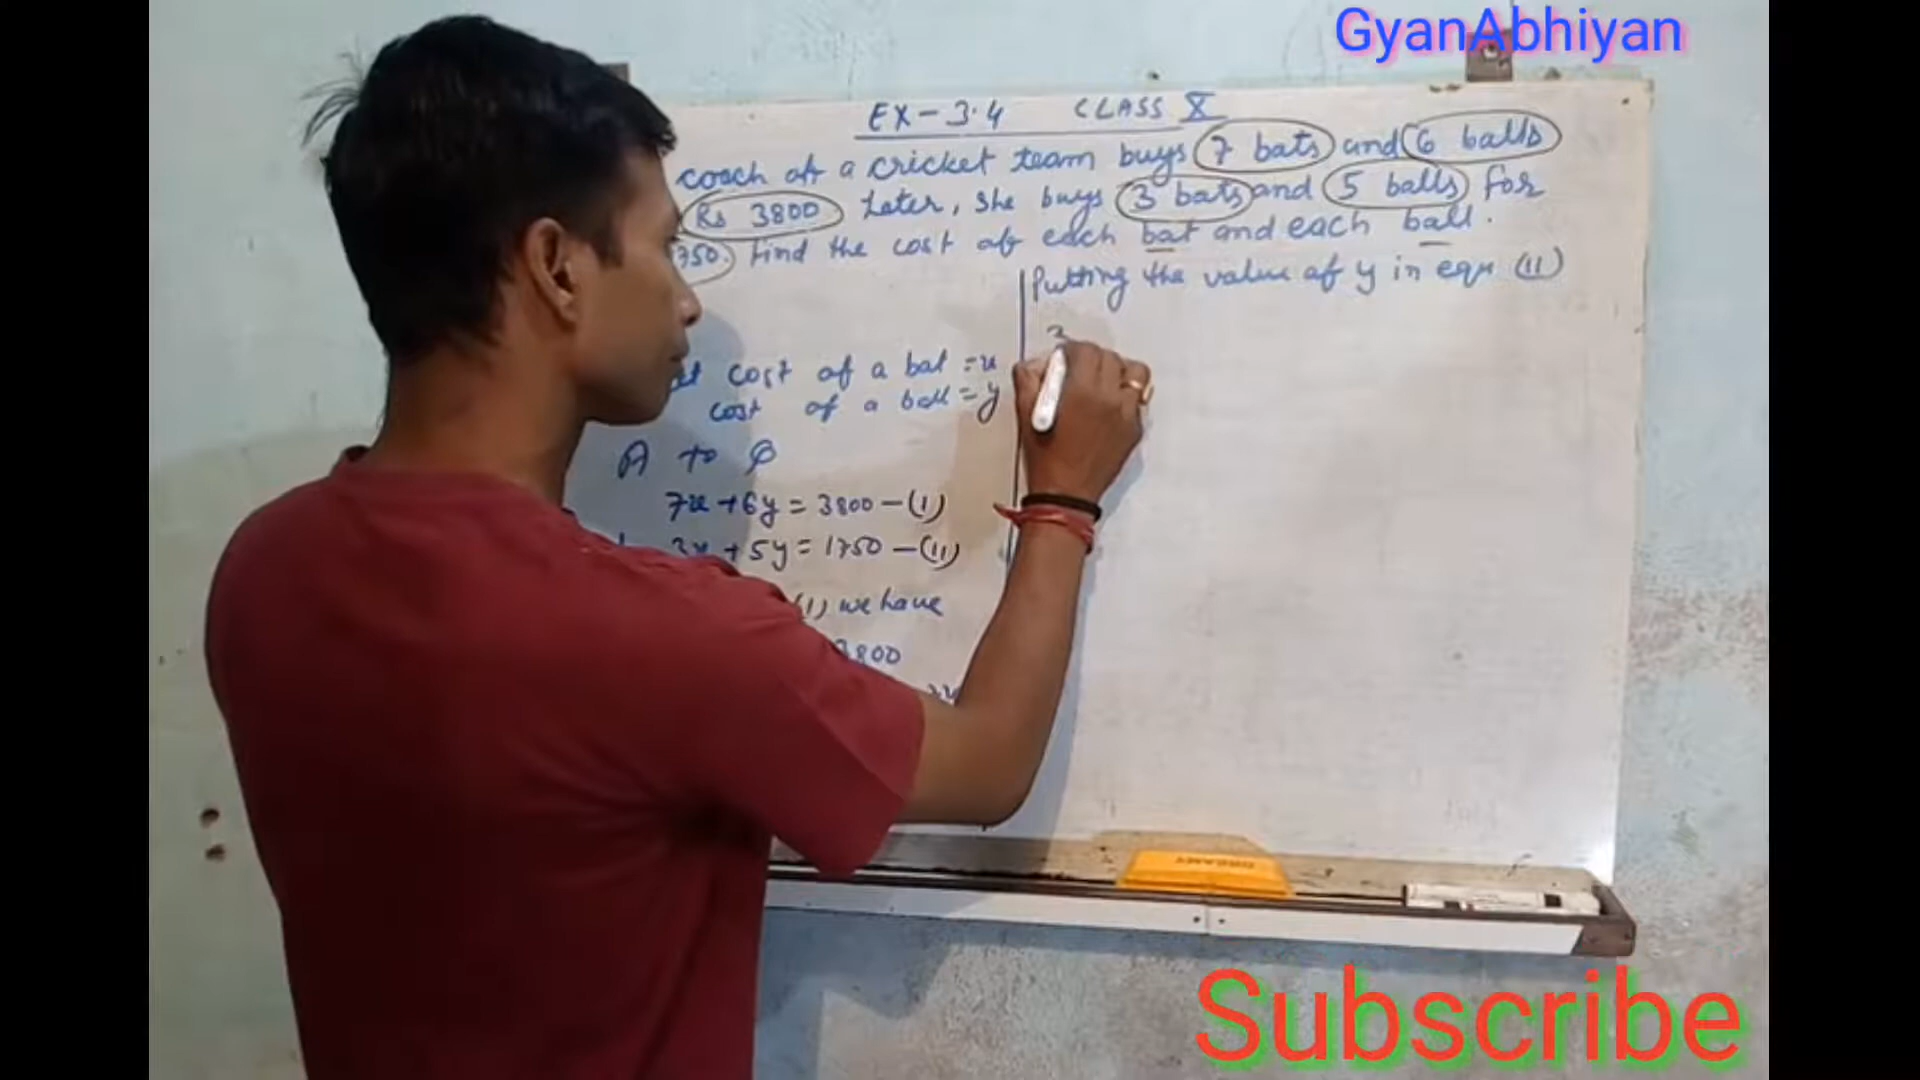 GyanAbhiyan
EX - 3.4 CLASS X
coach of a cricket team buys 7 bats and 6 balls
Rs 3800. Later, she buys 3 bats and 5 balls for
750. Find the cost of each bat and each ball.
Putting the value of y in eqn (II)
3
cost of a bat = x
cost of a ball = y
A to Q
7x + 6y = 3800 - (I)
3x + 5y = 1750 - (II)
(I) we have
3800
Subscribe